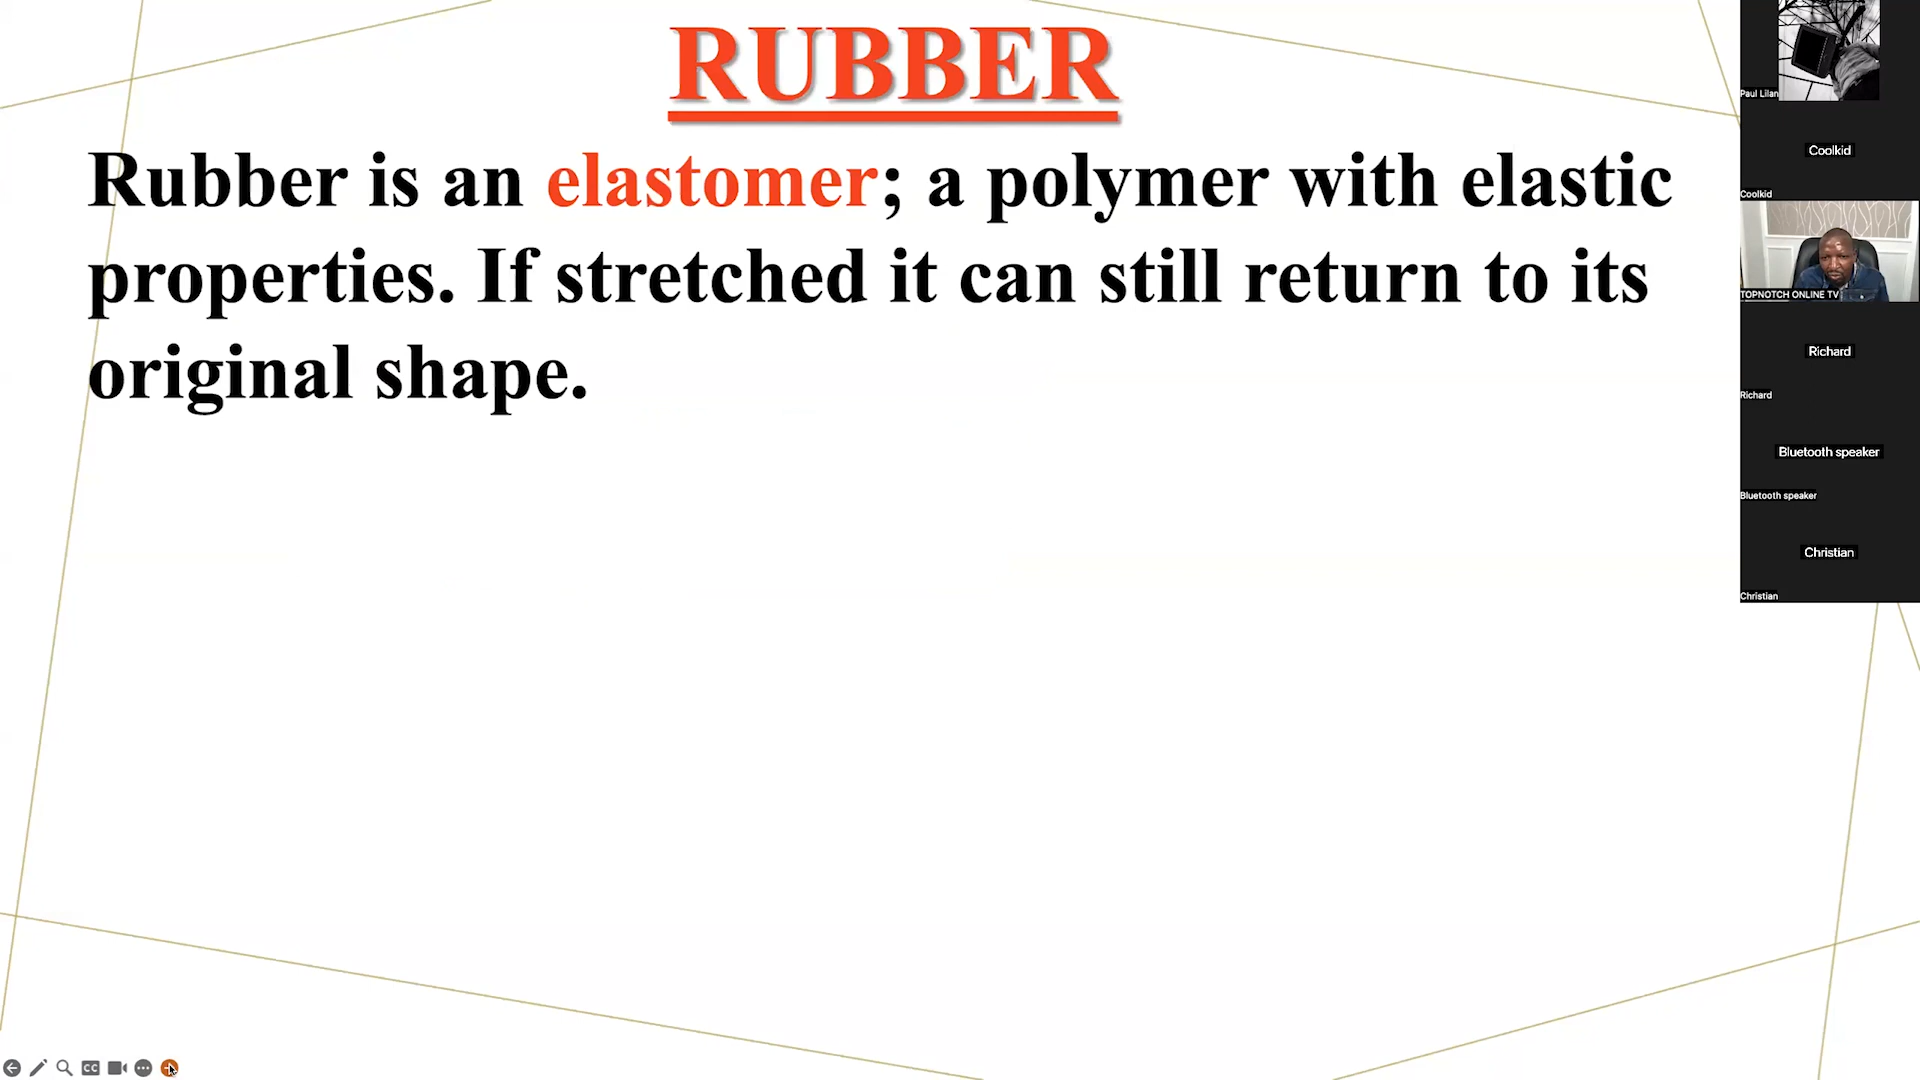 RUBBER
Rubber is an elastomer; a polymer with elastic
properties. If stretched it can still return to its
original shape.
Paul Lilan
Coolkid
Coolkid
TOPNOTCH ONLINE TV
Richard
Richard
Bluetooth speaker
Bluetooth speaker
Christian
Christian
CC